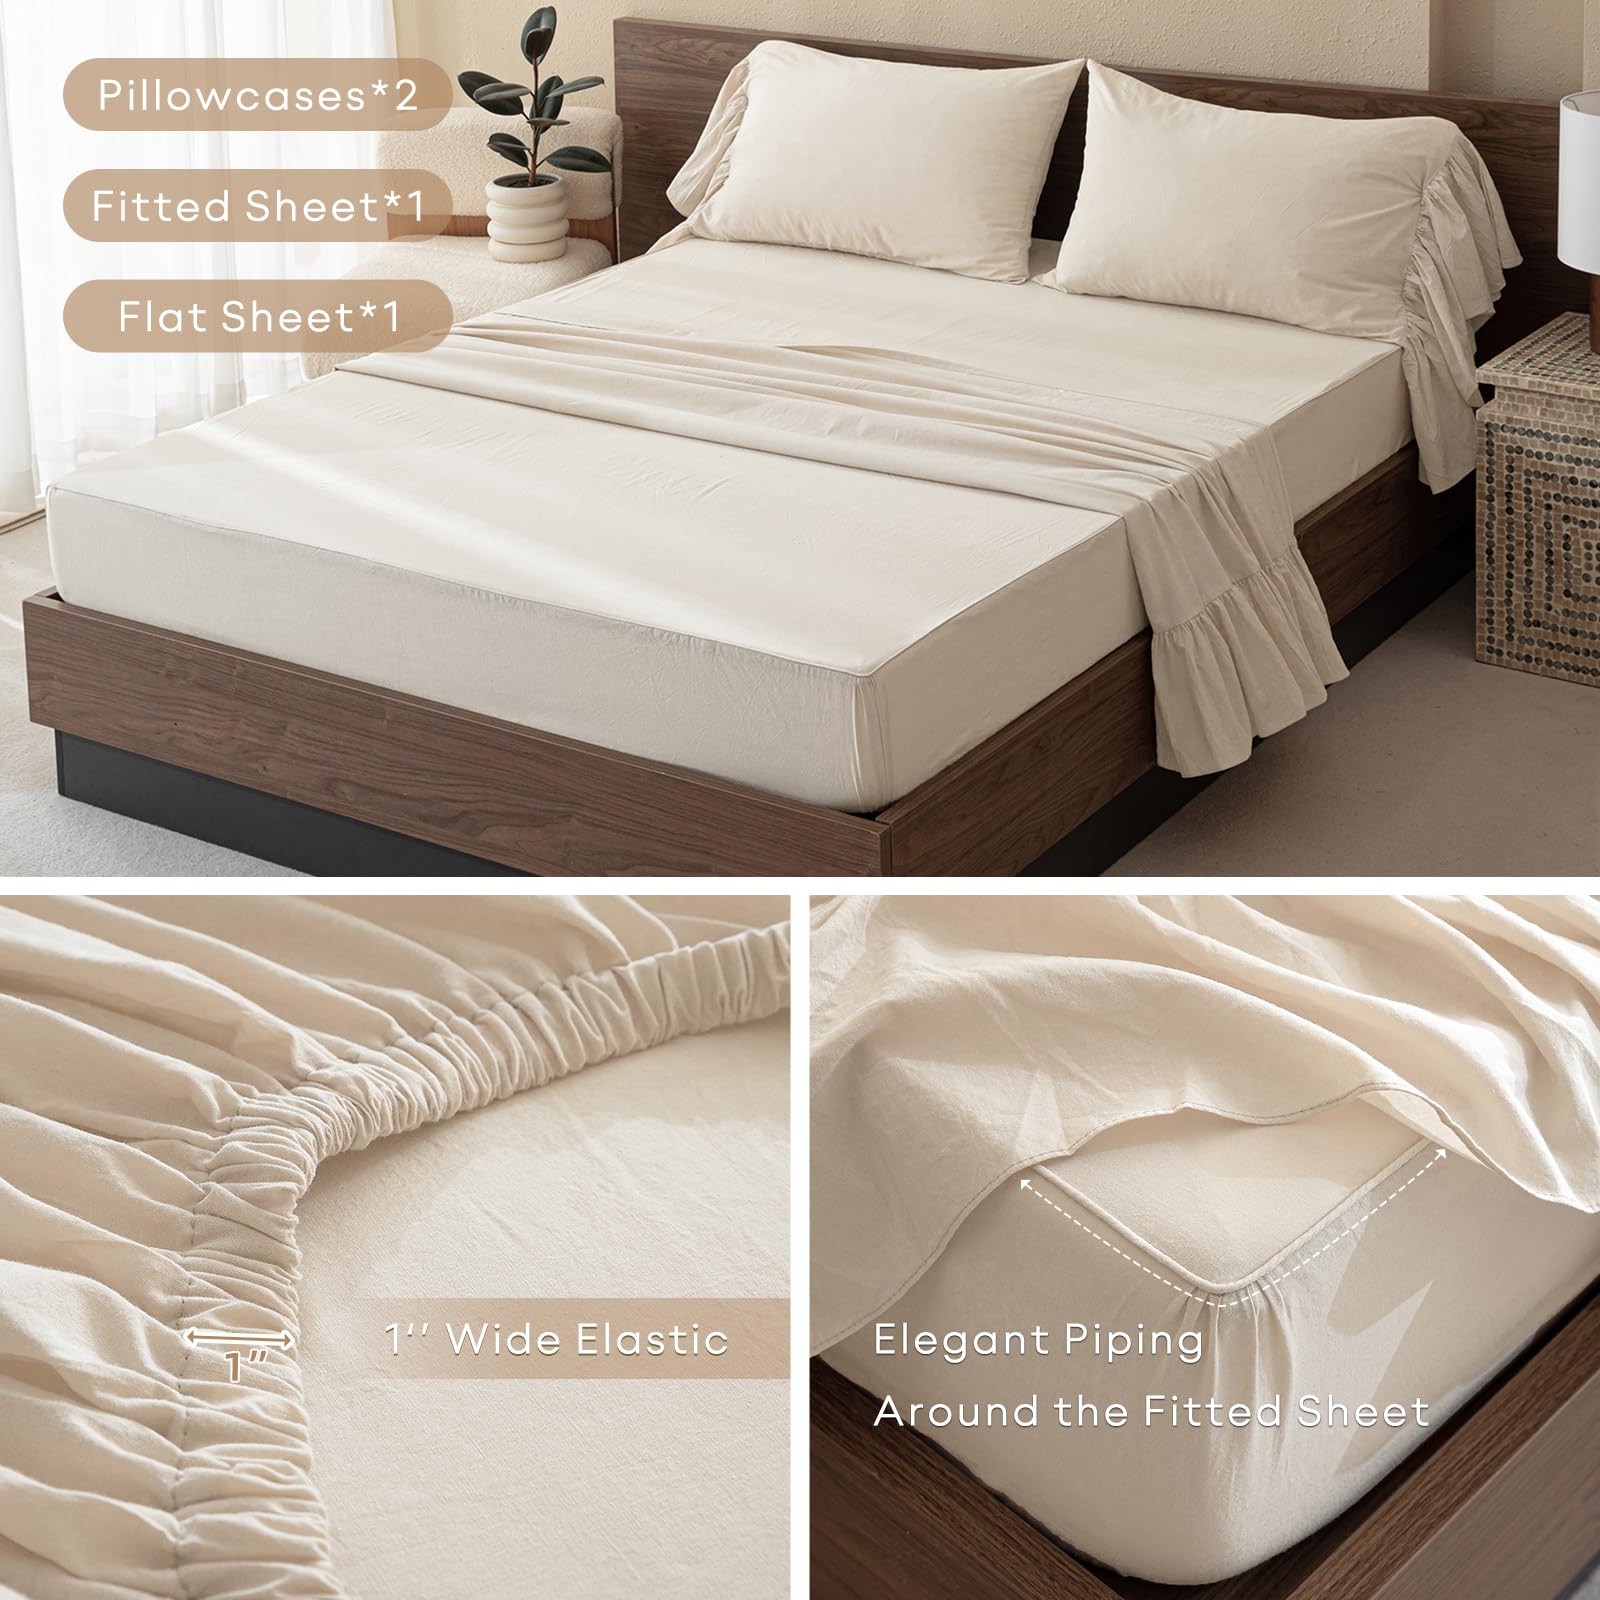 Pillowcases*2
Fitted Sheet*1
Flat Sheet*1
1'' Wide Elastic
1''
Elegant Piping
Around the Fitted Sheet